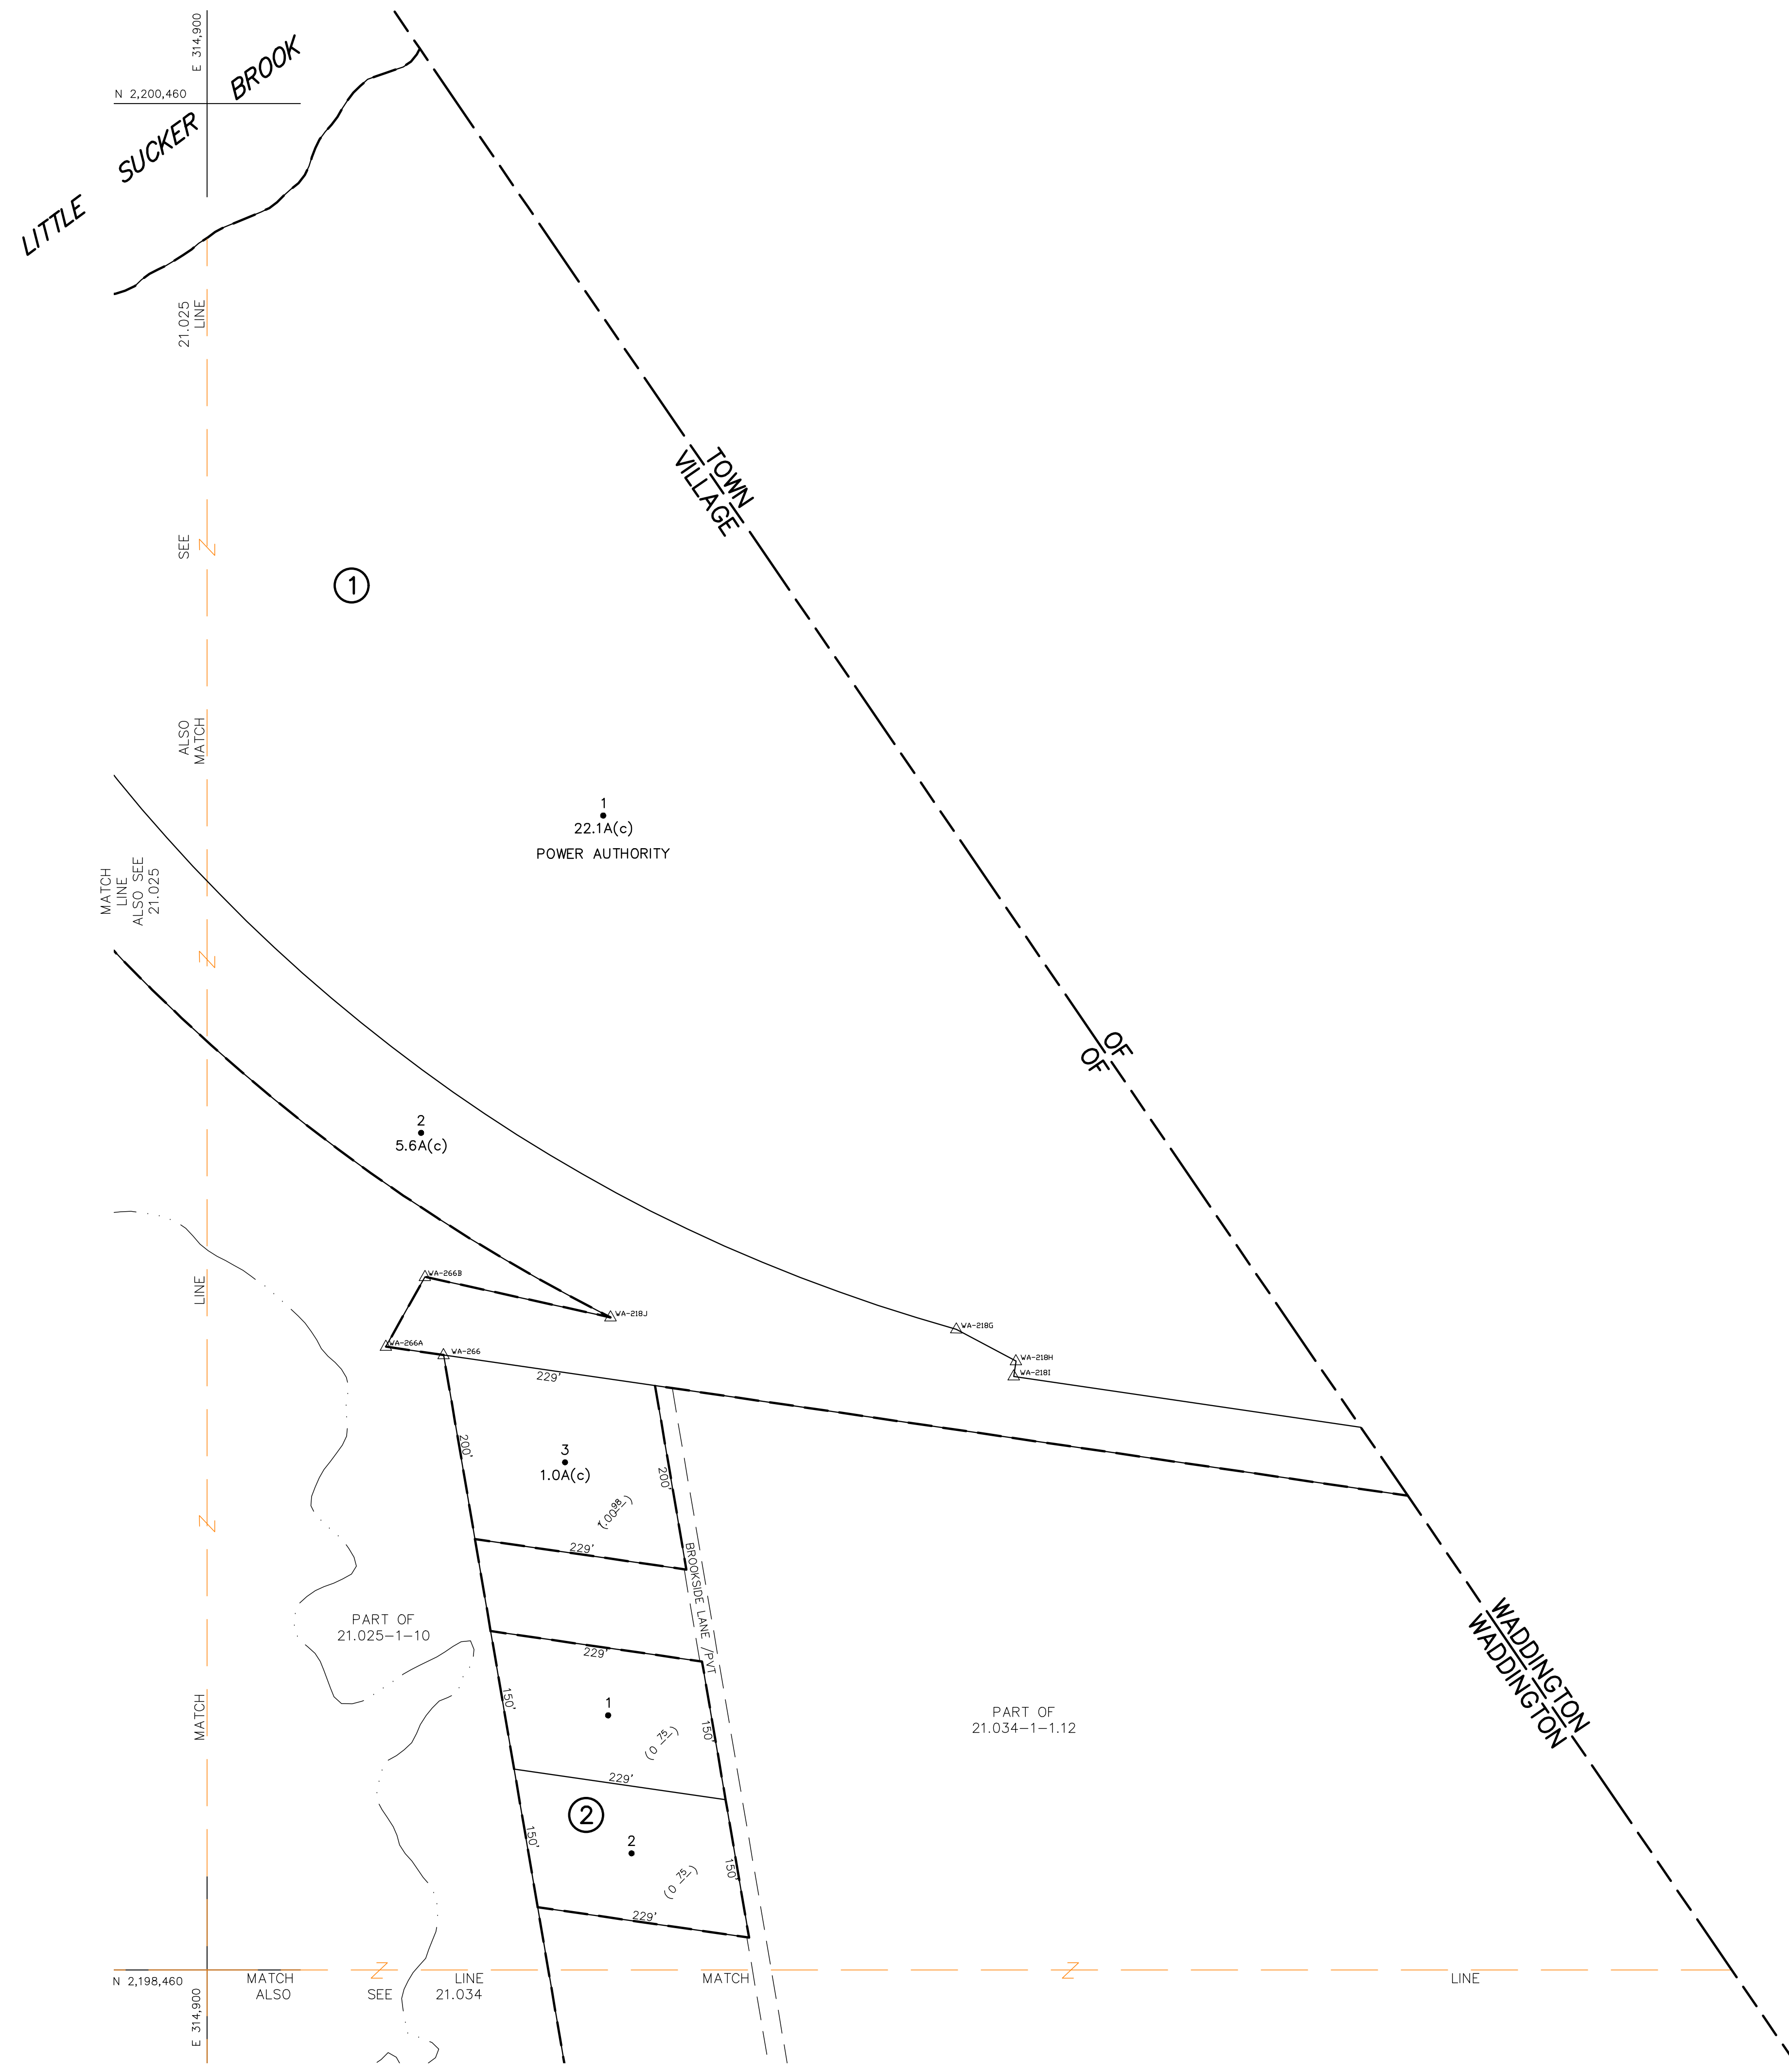 E 314,900
N 2,200,460
LITTLE SUCKER BROOK
21.025
LINE
SEE
TOWN
VILLAGE
1
ALSO
MATCH
1
22.1A(c)
POWER AUTHORITY
MATCH
LINE
ALSO SEE
21.025
OF
OF
2
5.6A(c)
LINE
WA-266B
WA-218J
WA-218G
WA-266A
WA-266
WA-218H
WA-218I
229'
200'
3
1.0A(c)
200'
(1.00 98)
229'
BROOKSIDE LANE /PVT
PART OF
21.025-1-10
229'
WADDINGTON
WADDINGTON
MATCH
150'
1
150'
(0 75)
PART OF
21.034-1-1.12
229'
2
150'
2
150'
(0 75)
229'
N 2,198,460
MATCH LINE MATCH LINE
ALSO SEE 21.034
E 314,900